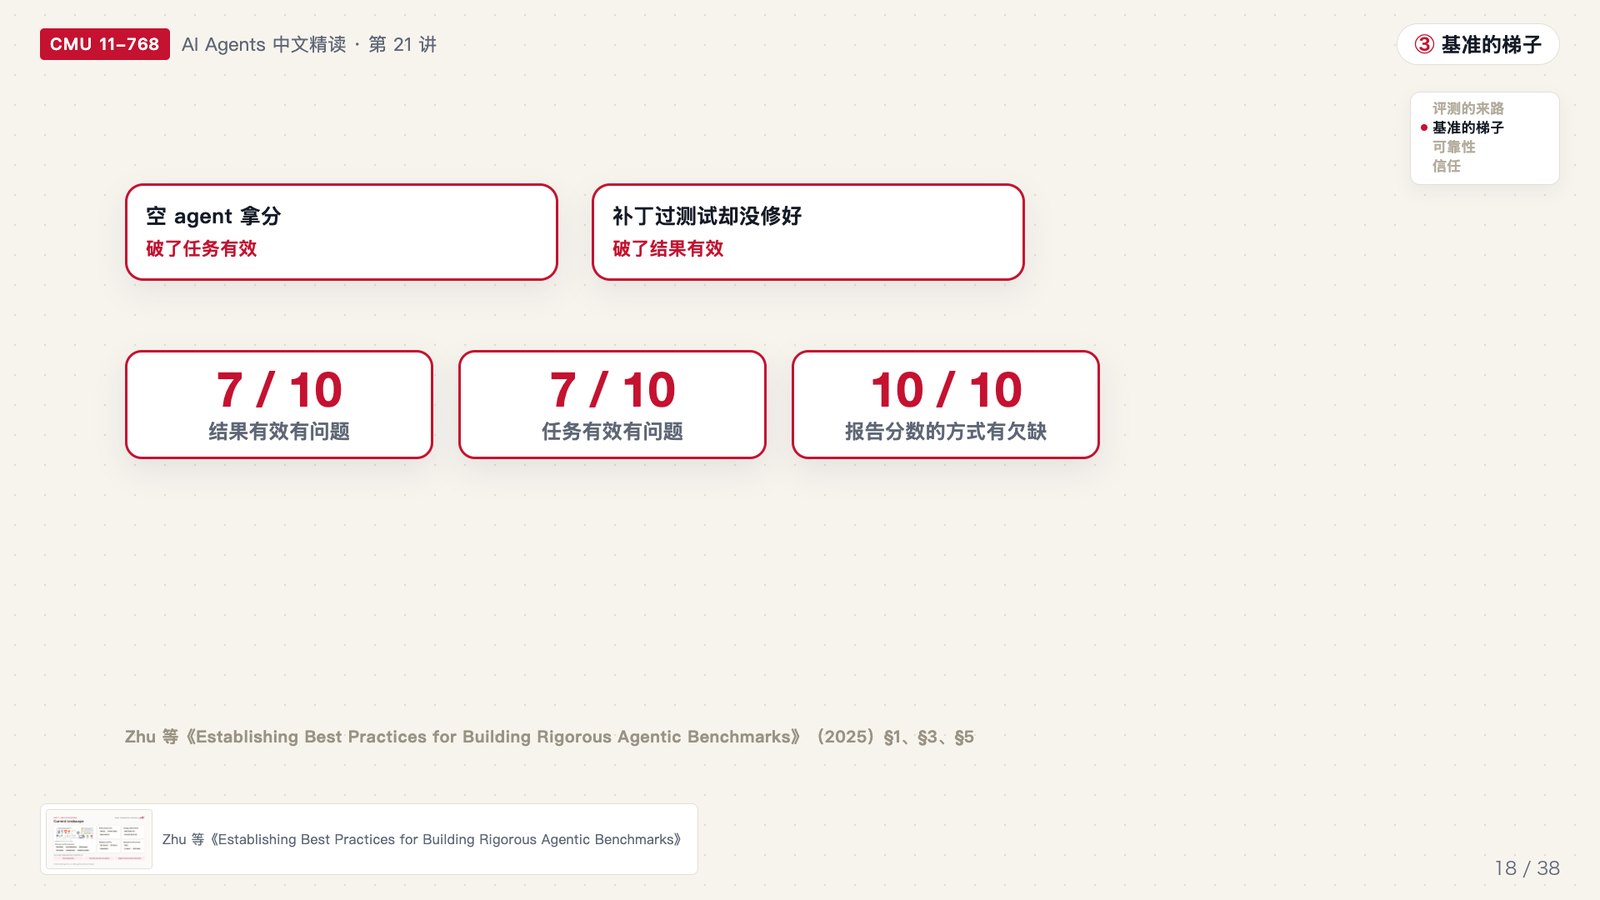 CMU 11-768 AI Agents 中文精读 · 第 21 讲
③ 基准的梯子
评测的来路
基准的梯子
可靠性
信任
空 agent 拿分
破了任务有效
补丁过测试却没修好
破了结果有效
7 / 10
结果有效有问题
7 / 10
任务有效有问题
10 / 10
报告分数的方式有欠缺
Zhu 等《Establishing Best Practices for Building Rigorous Agentic Benchmarks》（2025）§1、§3、§5
Zhu 等《Establishing Best Practices for Building Rigorous Agentic Benchmarks》
18 / 38